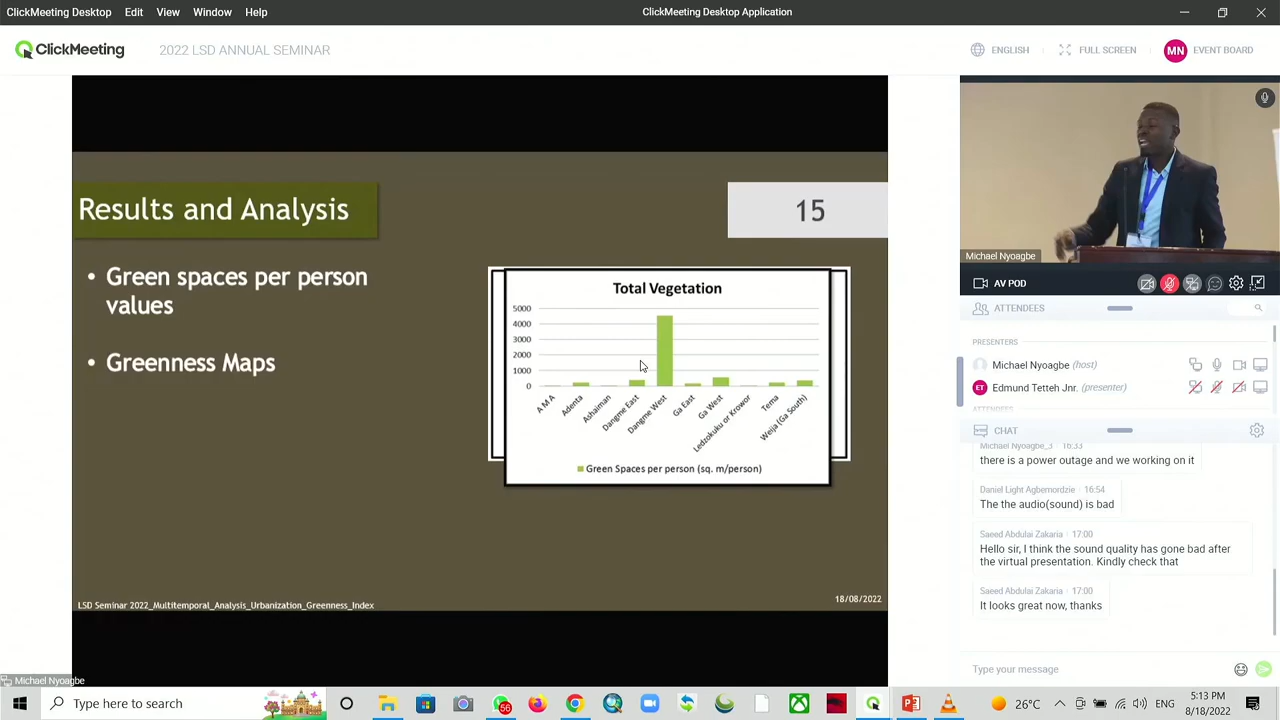 ClickMeeting Desktop Edit View Window Help
ClickMeeting Desktop Application
ClickMeeting
2022 LSD ANNUAL SEMINAR
ENGLISH
FULL SCREEN
MN
EVENT BOARD
Results and Analysis
15
• Green spaces per person
values
• Greenness Maps
Total Vegetation
5000
4000
3000
2000
1000
0
A M A
Adenta
Ashaiman
Dangme East
Dangme West
Ga East
Ga West
Ledzokuku or Krowor
Tema
Weija (Ga South)
Green Spaces per person (sq. m/person)
LSD Seminar 2022_Multitemporal_Analysis_Urbanization_Greenness_Index
18/08/2022
Michael Nyoagbe
Michael Nyoagbe
AV POD
ATTENDEES
PRESENTERS
Michael Nyoagbe (host)
ET Edmund Tetteh Jnr. (presenter)
ATTENDEES
CHAT
Michael Nyoagbe_3 16:33
there is a power outage and we working on it
Daniel Light Agbemordzie · 16:54
The the audio(sound) is bad
Saeed Abdulai Zakaria · 17:00
Hello sir, I think the sound quality has gone bad after
the virtual presentation. Kindly check that
Saeed Abdulai Zakaria · 17:00
It looks great now, thanks
Type your message
Type here to search
66
26°C
ENG
5:13 PM
8/18/2022